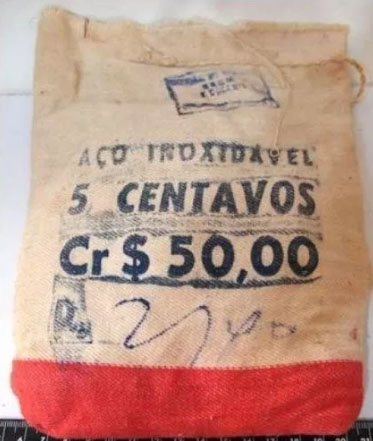 AÇO INOXIDAVEL
5 CENTAVOS
Cr $ 50,00